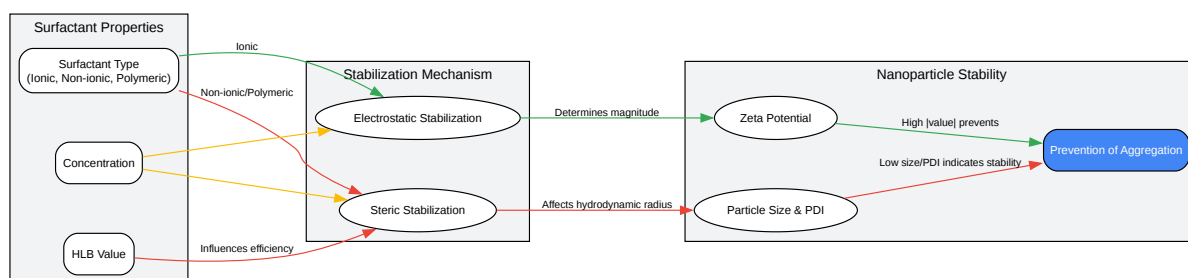 Surfactant Properties
Surfactant Type
(Ionic, Non-ionic, Polymeric)
Concentration
HLB Value
Ionic
Non-ionic/Polymeric
Influences efficiency
Stabilization Mechanism
Electrostatic Stabilization
Steric Stabilization
Determines magnitude
Affects hydrodynamic radius
Nanoparticle Stability
Zeta Potential
Particle Size & PDI
High |value| prevents
Low size/PDI indicates stability
Prevention of Aggregation